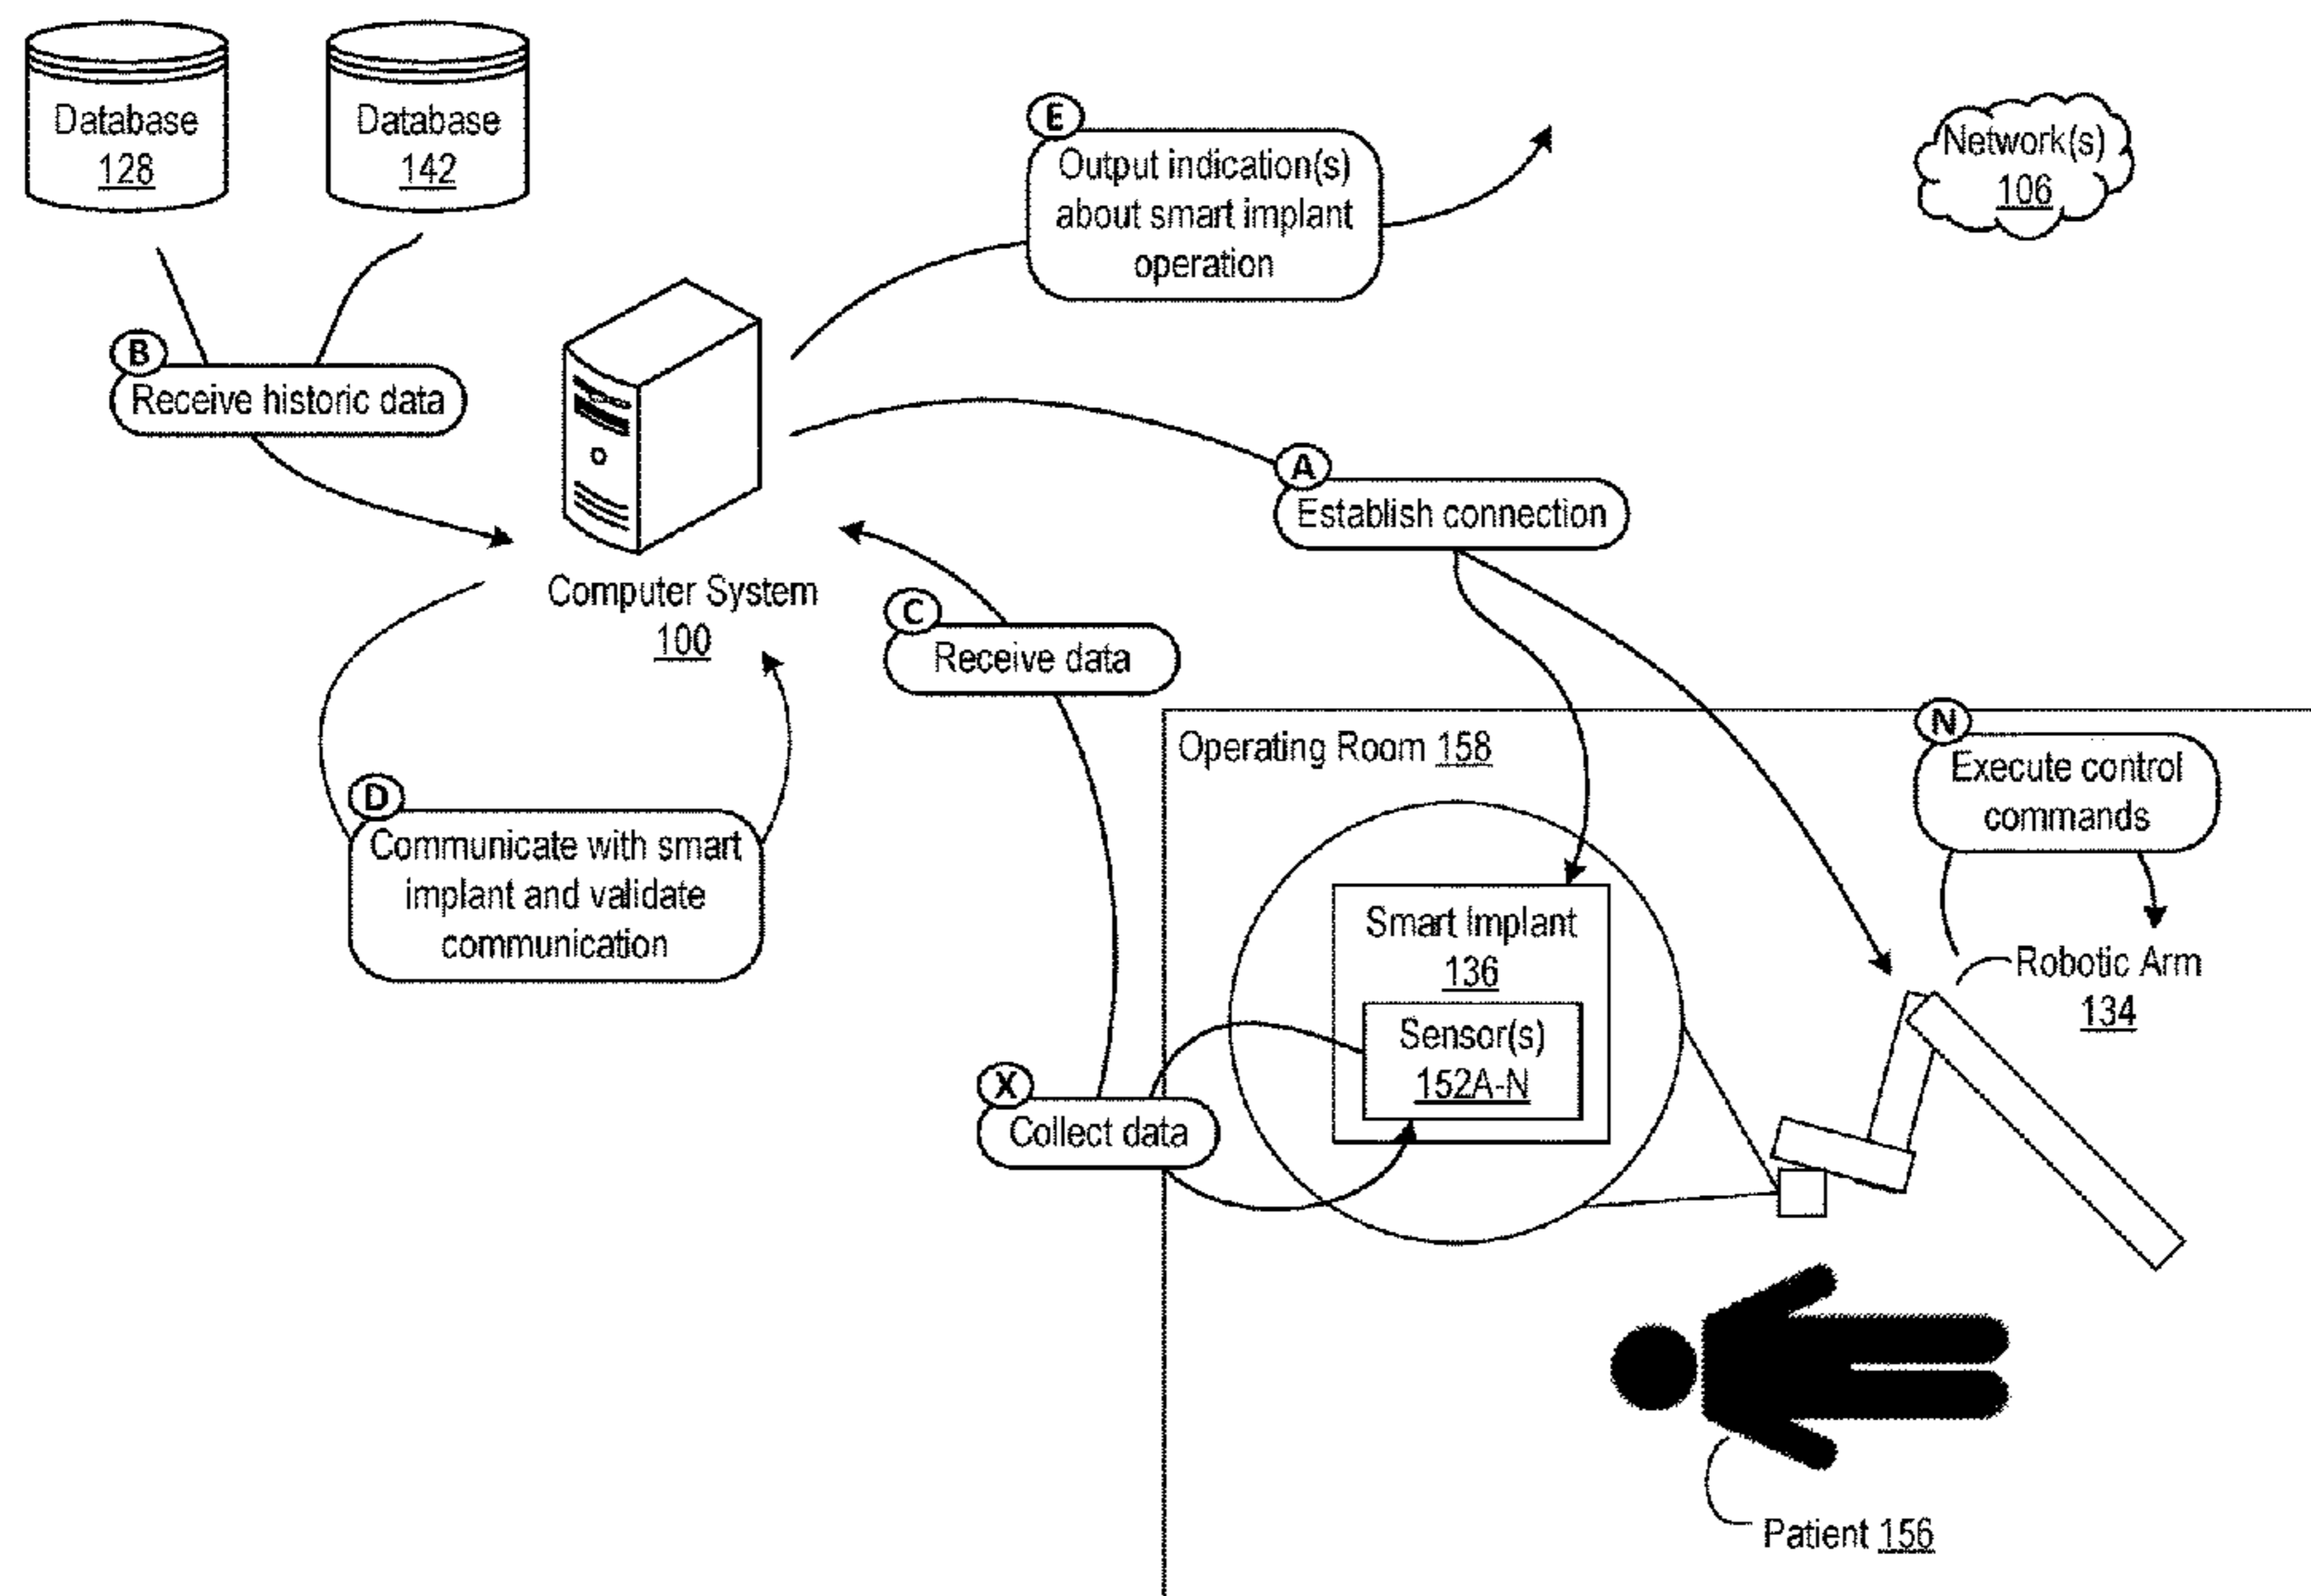 Database
128
Database
142
E
Output indication(s)
about smart implant
operation
Network(s)
106
B
Receive historic data
A
Establish connection
Computer System
100
C
Receive data
Operating Room 158
N
Execute control
commands
D
Communicate with smart
implant and validate
communication
Smart Implant
136
Sensor(s)
152A-N
Robotic Arm
134
X
Collect data
Patient 156